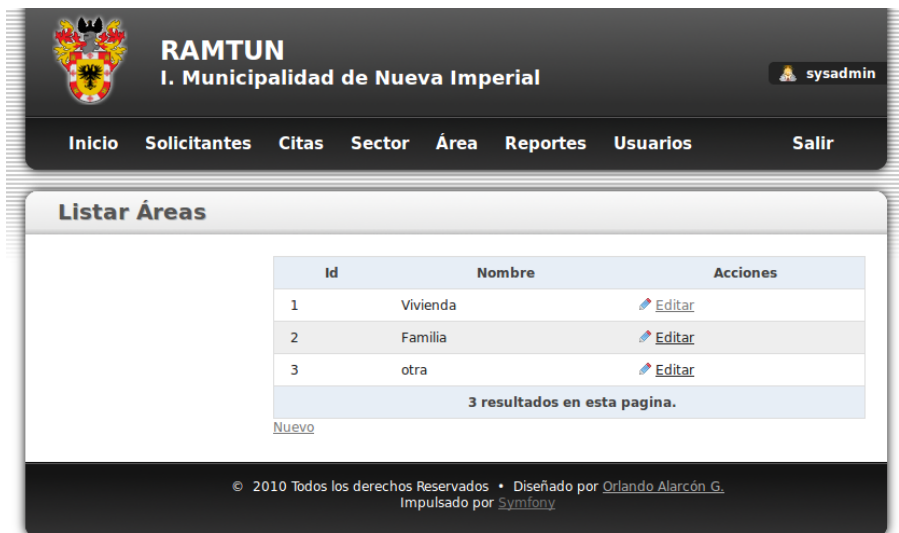 RAMTUN
I. Municipalidad de Nueva Imperial
sysadmin
Inicio Solicitantes Citas Sector Área Reportes Usuarios Salir
Listar Áreas
Id Nombre Acciones
1 Vivienda Editar
2 Familia Editar
3 otra Editar
3 resultados en esta pagina.
Nuevo
© 2010 Todos los derechos Reservados • Diseñado por Orlando Alarcón G.
Impulsado por Symfony